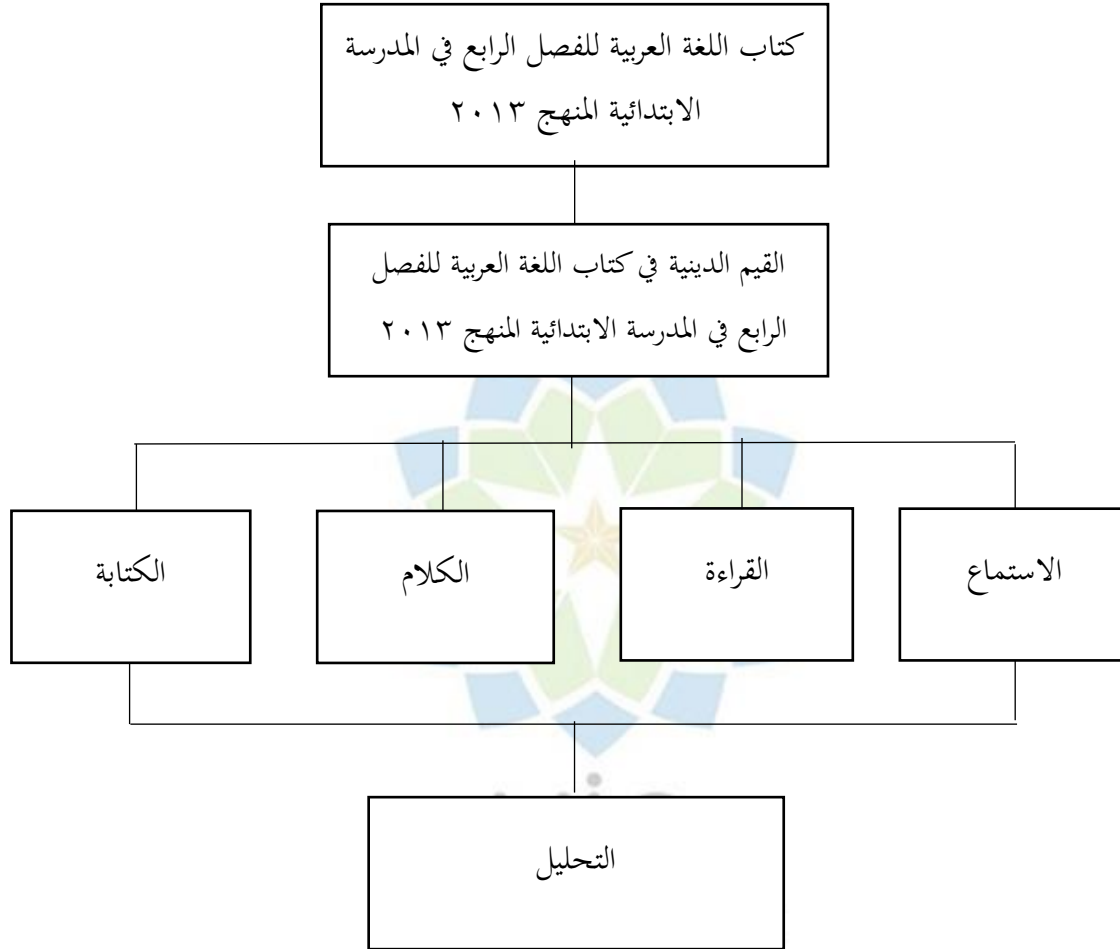 كتاب اللغة العربية للفصل الرابع في المدرسة
الابتدائية المنهج ٢٠١٣
القيم الدينية في كتاب اللغة العربية للفصل
الرابع في المدرسة الابتدائية المنهج ٢٠١٣
الاستماع
القراءة
الكلام
الكتابة
التحليل